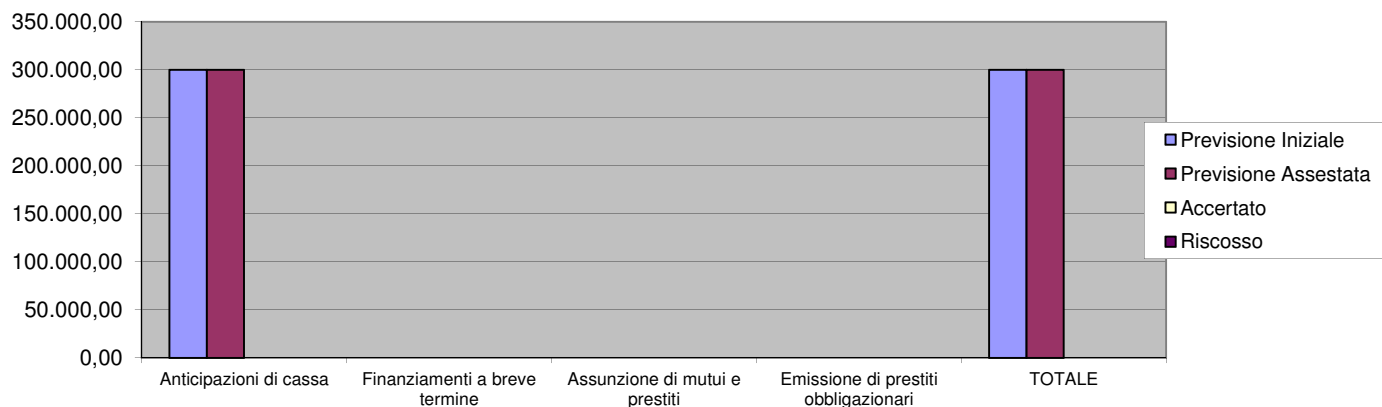 350.000,00
300.000,00
250.000,00
200.000,00
150.000,00
100.000,00
50.000,00
0,00
Anticipazioni di cassa
Finanziamenti a breve
termine
Assunzione di mutui e
prestiti
Emissione di prestiti
obbligazionari
TOTALE
Previsione Iniziale
Previsione Assestata
Accertato
Riscosso